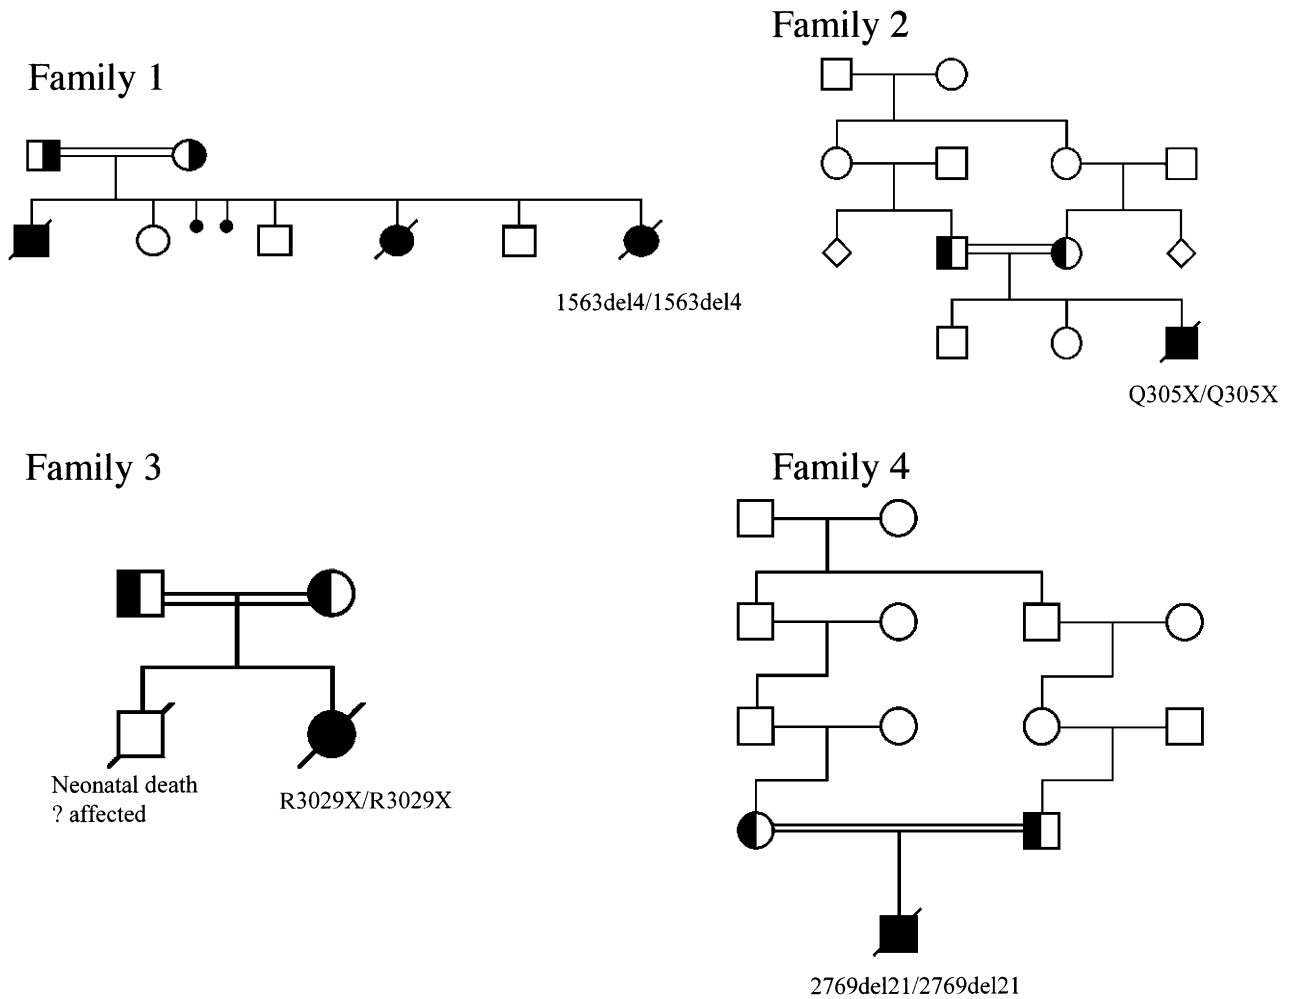 Family 1
1563del4/1563del4
Family 2
Q305X/Q305X
Family 3
Neonatal death
? affected
R3029X/R3029X
Family 4
2769del21/2769del21